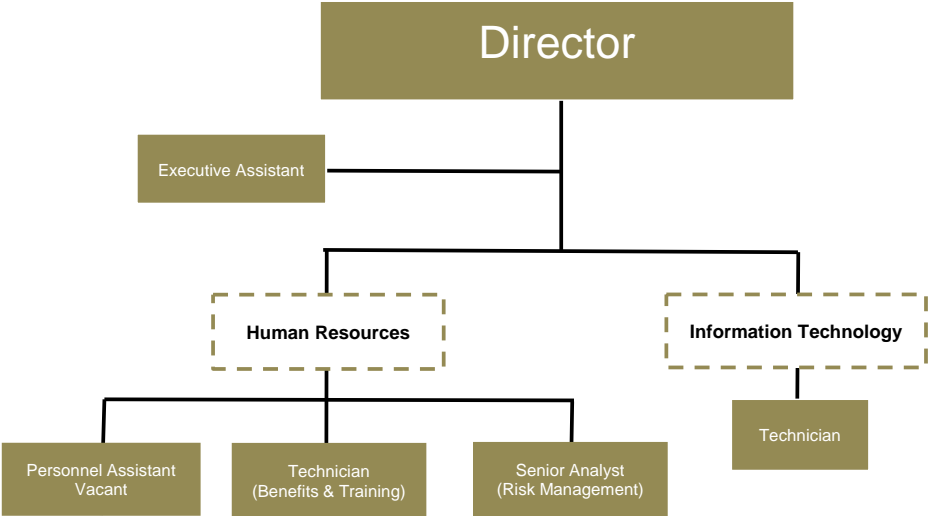 Director
Executive Assistant
Human Resources
Information Technology
Personnel Assistant
Vacant
Technician
(Benefits & Training)
Senior Analyst
(Risk Management)
Technician